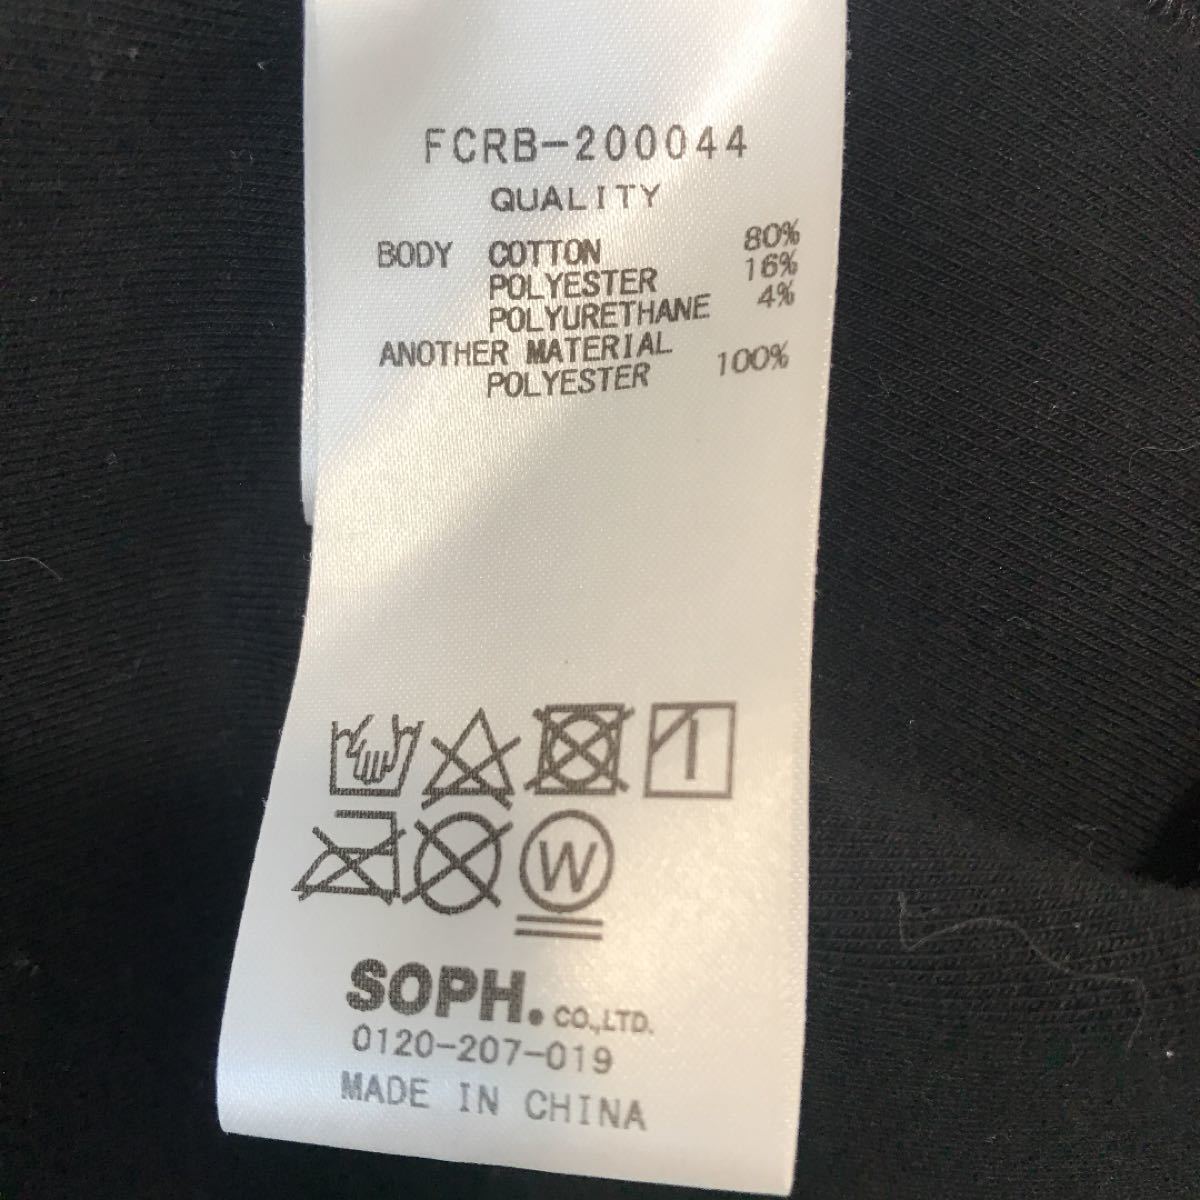 FCRB-200044
QUALITY
BODY COTTON 80%
POLYESTER 16%
POLYURETHANE 4%
ANOTHER MATERIAL
POLYESTER 100%
W
SOPH. CO.,LTD.
0120-207-019
MADE IN CHINA